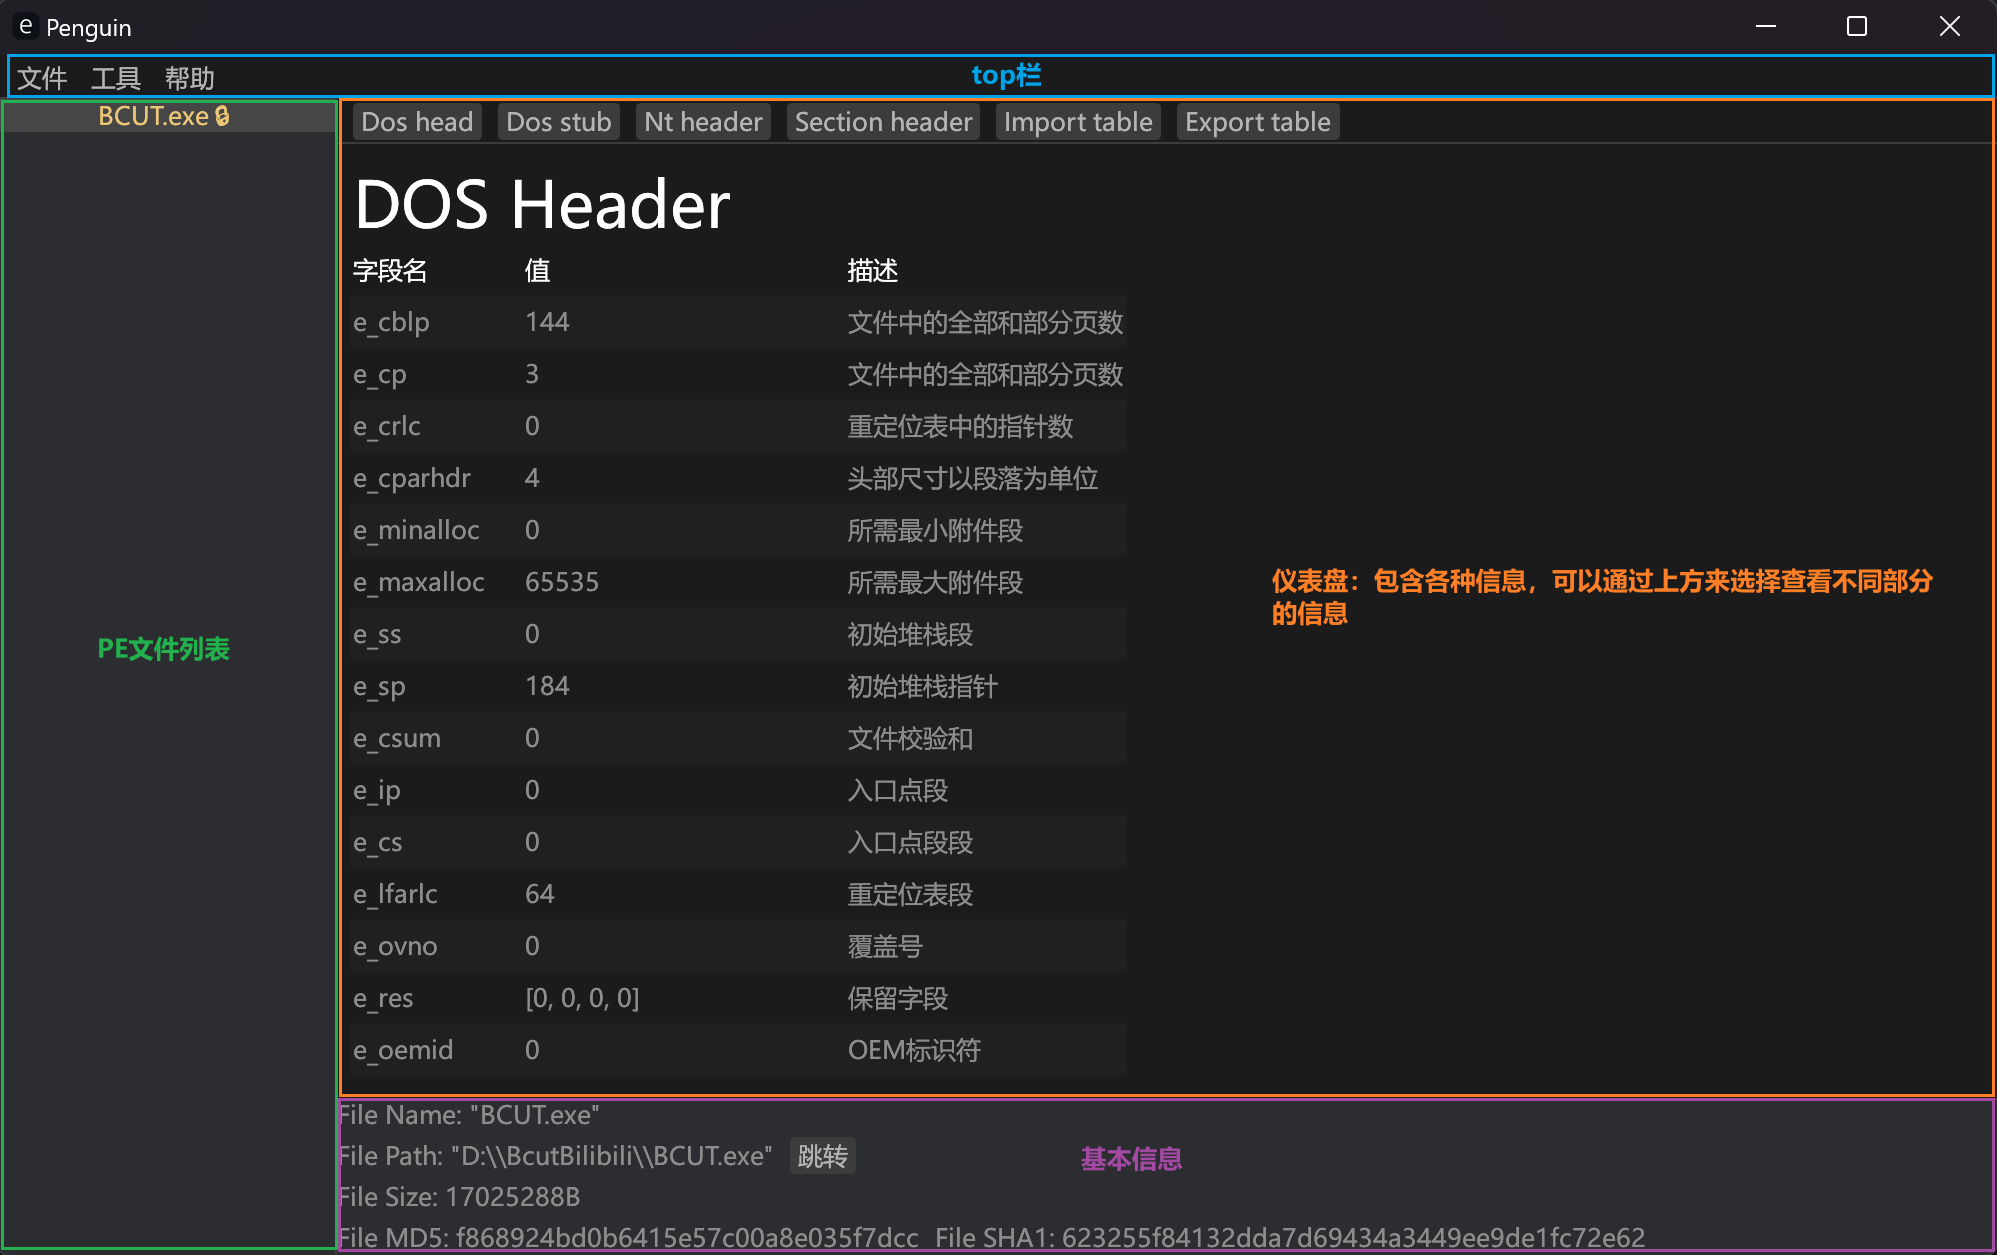 e Penguin
文件 工具 帮助
top栏
BCUT.exe
PE文件列表
Dos head Dos stub Nt header Section header Import table Export table
DOS Header
字段名 值 描述
e_cblp 144 文件中的全部和部分页数
e_cp 3 文件中的全部和部分页数
e_crlc 0 重定位表中的指针数
e_cparhdr 4 头部尺寸以段落为单位
e_minalloc 0 所需最小附件段
e_maxalloc 65535 所需最大附件段
e_ss 0 初始堆栈段
e_sp 184 初始堆栈指针
e_csum 0 文件校验和
e_ip 0 入口点段
e_cs 0 入口点段段
e_lfarlc 64 重定位表段
e_ovno 0 覆盖号
e_res [0, 0, 0, 0] 保留字段
e_oemid 0 OEM标识符
仪表盘：包含各种信息，可以通过上方来选择查看不同部分
的信息
File Name: "BCUT.exe"
File Path: "D:\\BcutBilibili\\BCUT.exe" 跳转
基本信息
File Size: 17025288B
File MD5: f868924bd0b6415e57c00a8e035f7dcc File SHA1: 623255f84132dda7d69434a3449ee9de1fc72e62